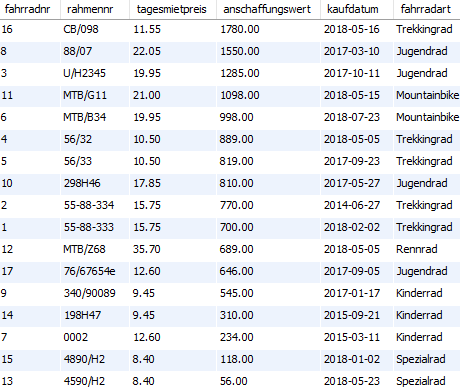 fahrradnr rahmennr tagesmietpreis anschaffungswert kaufdatum fahrradart
16 CB/098 11.55 1780.00 2018-05-16 Trekkingrad
8 88/07 22.05 1550.00 2017-03-10 Jugendrad
3 U/H2345 19.95 1285.00 2017-10-11 Jugendrad
11 MTB/G11 21.00 1098.00 2018-05-15 Mountainbike
6 MTB/B34 19.95 998.00 2018-07-23 Mountainbike
4 56/32 10.50 889.00 2018-05-05 Trekkingrad
5 56/33 10.50 819.00 2017-09-23 Trekkingrad
10 298H46 17.85 810.00 2017-05-27 Jugendrad
2 55-88-334 15.75 770.00 2014-06-27 Trekkingrad
1 55-88-333 15.75 700.00 2018-02-02 Trekkingrad
12 MTB/Z68 35.70 689.00 2018-05-05 Rennrad
17 76/67654e 12.60 646.00 2017-09-05 Jugendrad
9 340/90089 9.45 545.00 2017-01-17 Kinderrad
14 198H47 9.45 310.00 2015-09-21 Kinderrad
7 0002 12.60 234.00 2015-03-11 Kinderrad
15 4890/H2 8.40 118.00 2018-01-02 Spezialrad
13 4590/H2 8.40 56.00 2018-05-23 Spezialrad